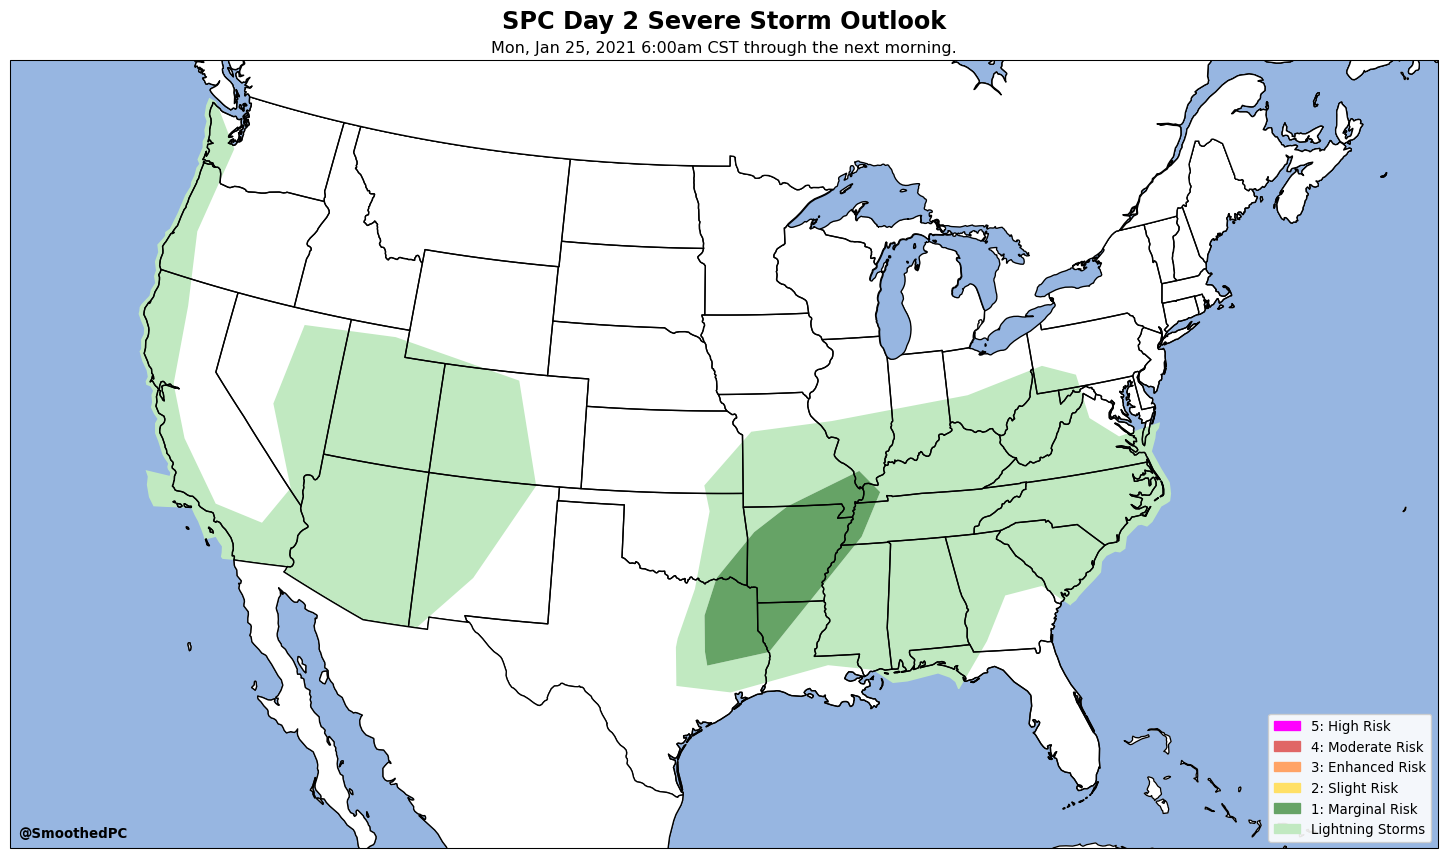 SPC Day 2 Severe Storm Outlook
Mon, Jan 25, 2021 6:00am CST through the next morning.
5: High Risk
4: Moderate Risk
3: Enhanced Risk
2: Slight Risk
1: Marginal Risk
Lightning Storms
@SmoothedPC